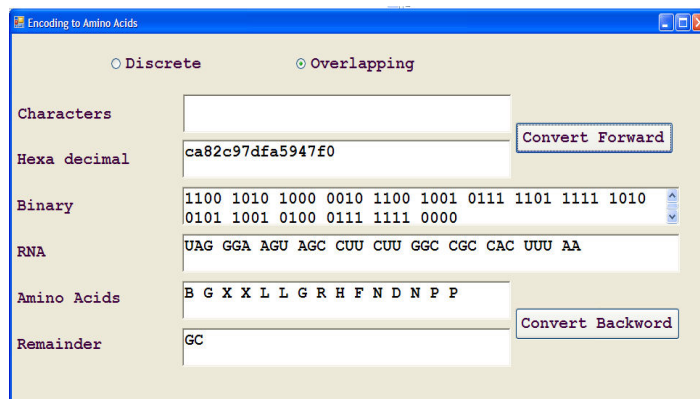 Encoding to Amino Acids
Discrete Overlapping
Characters
Convert Forward
Hexa decimal ca82c97dfa5947f0
Binary 1100 1010 1000 0010 1100 1001 0111 1101 1111 1010
0101 1001 0100 0111 1111 0000
RNA UAG GGA AGU AGC CUU CUU GGC CGC CAC UUU AA
Amino Acids B G X X L L G R H F N D N P P
Convert Backword
Remainder GC